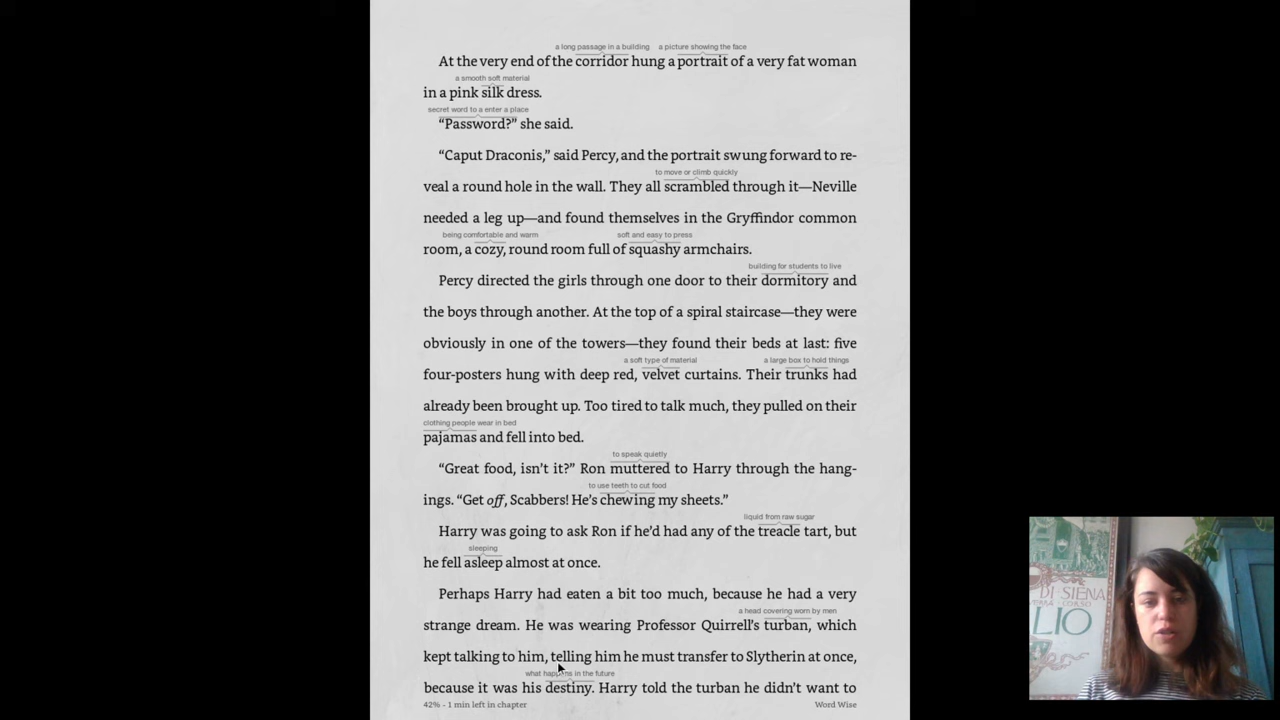 a long passage in a building a picture showing the face
At the very end of the corridor hung a portrait of a very fat woman
a smooth soft material
in a pink silk dress.
secret word to a enter a place
“Password?” she said.
“Caput Draconis,” said Percy, and the portrait swung forward to re-
to move or climb quickly
veal a round hole in the wall. They all scrambled through it—Neville
needed a leg up—and found themselves in the Gryffindor common
being comfortable and warm soft and easy to press
room, a cozy, round room full of squashy armchairs.
building for students to live
Percy directed the girls through one door to their dormitory and
the boys through another. At the top of a spiral staircase—they were
obviously in one of the towers—they found their beds at last: five
a soft type of material a large box to hold things
four-posters hung with deep red, velvet curtains. Their trunks had
already been brought up. Too tired to talk much, they pulled on their
clothing people wear in bed
pajamas and fell into bed.
to speak quietly
“Great food, isn’t it?” Ron muttered to Harry through the hang-
to use teeth to cut food
ings. “Get off, Scabbers! He’s chewing my sheets.”
liquid from raw sugar
Harry was going to ask Ron if he’d had any of the treacle tart, but
sleeping
he fell asleep almost at once.
Perhaps Harry had eaten a bit too much, because he had a very
a head covering worn by men
strange dream. He was wearing Professor Quirrell’s turban, which
kept talking to him, telling him he must transfer to Slytherin at once,
what happens in the future
because it was his destiny. Harry told the turban he didn’t want to
42% - 1 min left in chapter Word Wise
DI SIENA
CORSO
LIO